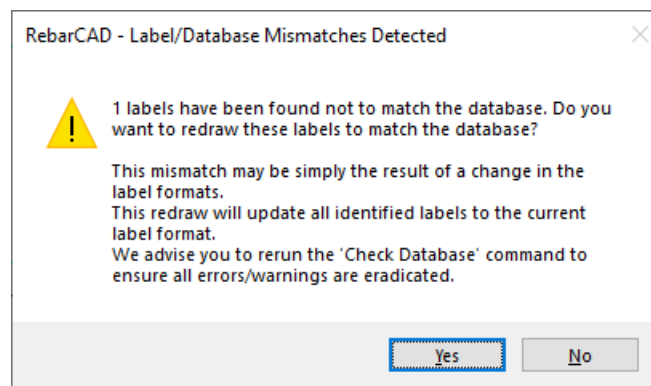 RebarCAD - Label/Database Mismatches Detected
1 labels have been found not to match the database. Do you
want to redraw these labels to match the database?
This mismatch may be simply the result of a change in the
label formats.
This redraw will update all identified labels to the current
label format.
We advise you to rerun the 'Check Database' command to
ensure all errors/warnings are eradicated.
Yes
No